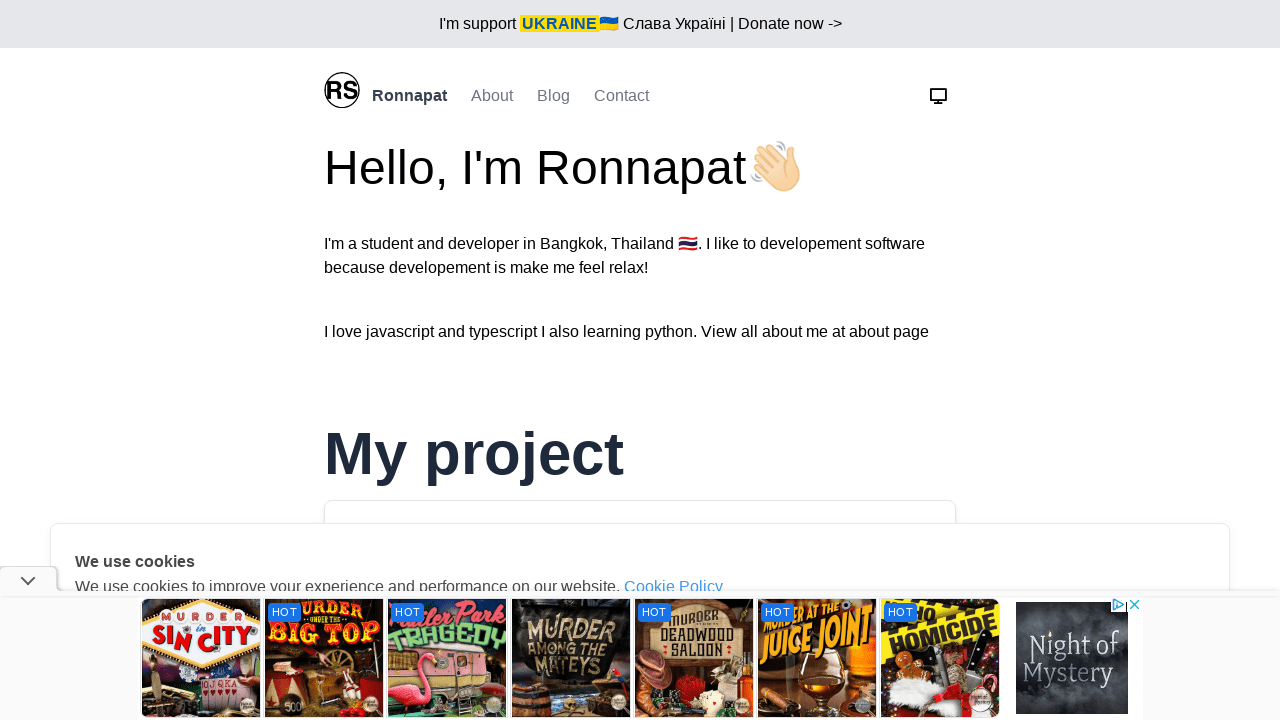 I'm support UKRAINE🇺🇦 Слава Україні | Donate now ->
RS Ronnapat About Blog Contact
Hello, I'm Ronnapat👋🏻
I'm a student and developer in Bangkok, Thailand 🇹🇭. I like to developement software
because developement is make me feel relax!
I love javascript and typescript I also learning python. View all about me at about page
My project
We use cookies
We use cookies to improve your experience and performance on our website. Cookie Policy
MURDER in SIN CITY
HOT MURDER UNDER THE BIG TOP
HOT Trailer Park TRAGEDY
MURDER AMONG THE MATEYS
HOT MURDER AT THE DEADWOOD SALOON
HOT MURDER AT THE JUICE JOINT
HOT HOMICIDE
Night of Mystery